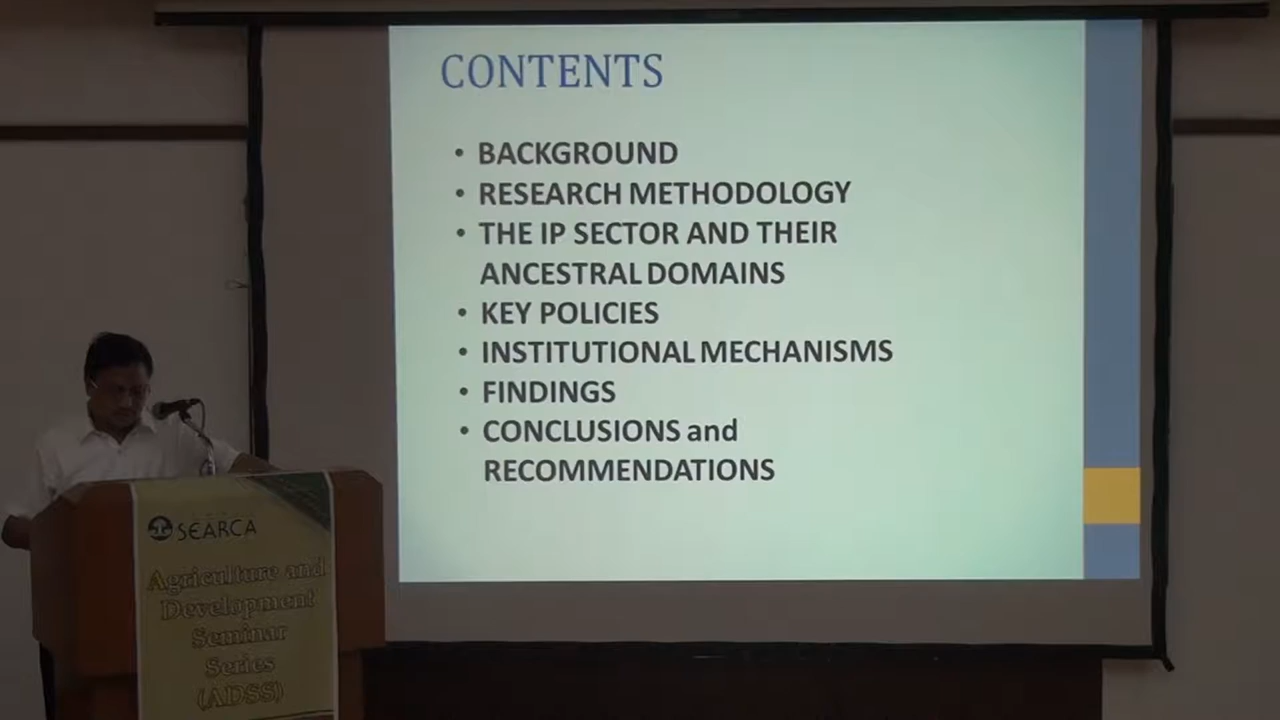 CONTENTS
• BACKGROUND
• RESEARCH METHODOLOGY
• THE IP SECTOR AND THEIR
ANCESTRAL DOMAINS
• KEY POLICIES
• INSTITUTIONAL MECHANISMS
• FINDINGS
• CONCLUSIONS and
RECOMMENDATIONS
SEARCA
Agriculture and
Development
Seminar
Series
(ADSS)